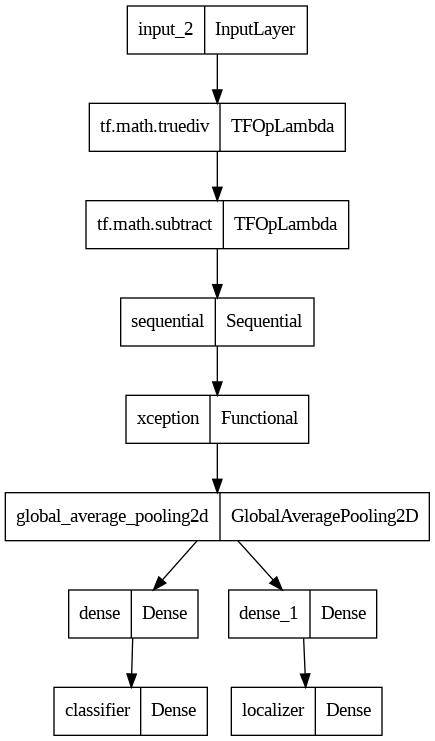 input_2 InputLayer
tf.math.truediv TFOpLambda
tf.math.subtract TFOpLambda
sequential Sequential
xception Functional
global_average_pooling2d GlobalAveragePooling2D
dense Dense dense_1 Dense
classifier Dense localizer Dense